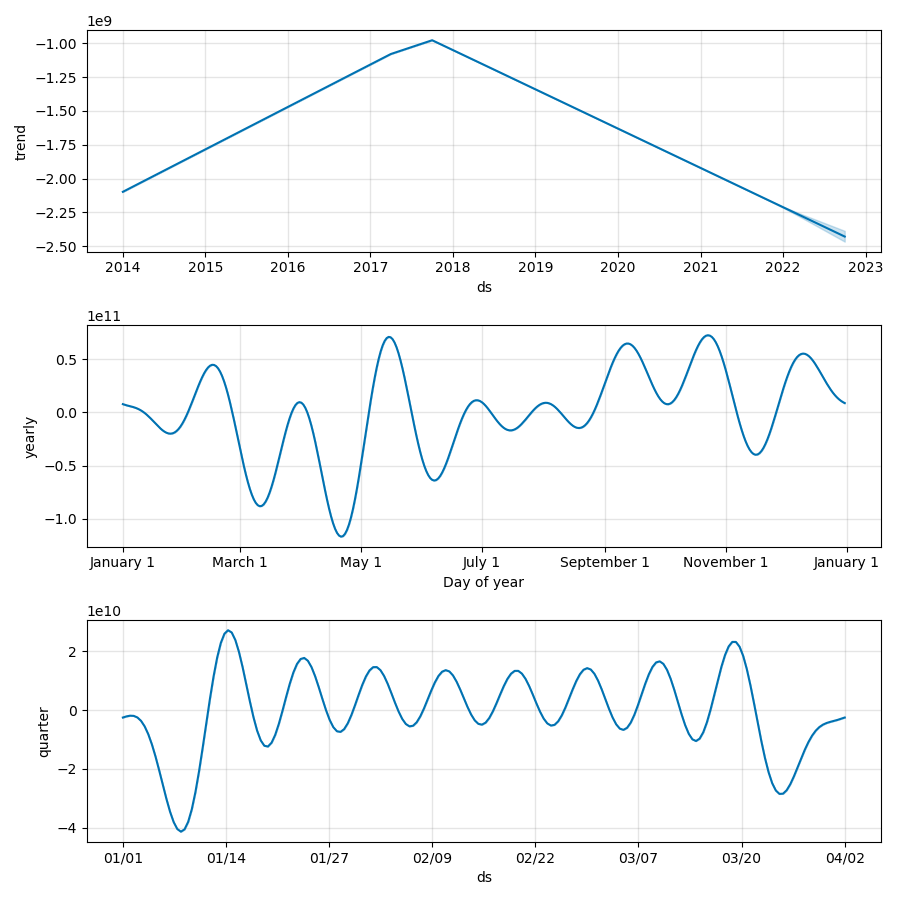 1e9
−1.00
−1.25
−1.50
−1.75
−2.00
−2.25
−2.50
trend
2014 2015 2016 2017 2018 2019 2020 2021 2022 2023
ds
1e11
0.5
0.0
−0.5
−1.0
yearly
January 1 March 1 May 1 July 1 September 1 November 1 January 1
Day of year
1e10
2
0
−2
−4
quarter
01/01 01/14 01/27 02/09 02/22 03/07 03/20 04/02
ds